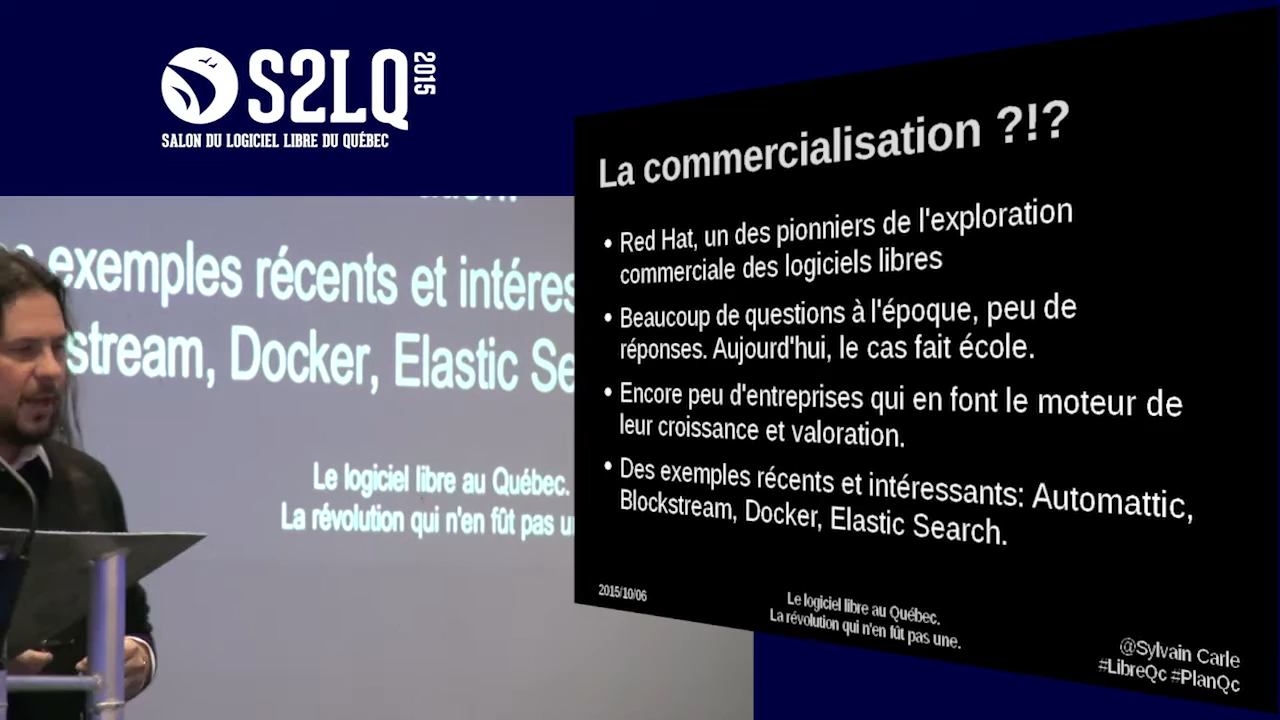 S2LQ 2015
SALON DU LOGICIEL LIBRE DU QUÉBEC
exemples récents et intéres
stream, Docker, Elastic Se
Le logiciel libre au Québec.
La révolution qui n'en fût pas un
La commercialisation ?!?
• Red Hat, un des pionniers de l'exploration
commerciale des logiciels libres
• Beaucoup de questions à l'époque, peu de
réponses. Aujourd'hui, le cas fait école.
• Encore peu d'entreprises qui en font le moteur de
leur croissance et valoration.
• Des exemples récents et intéressants: Automattic,
Blockstream, Docker, Elastic Search.
2015/10/06
Le logiciel libre au Québec.
La révolution qui n'en fût pas une.
@Sylvain Carle
#LibreQc #PlanQc